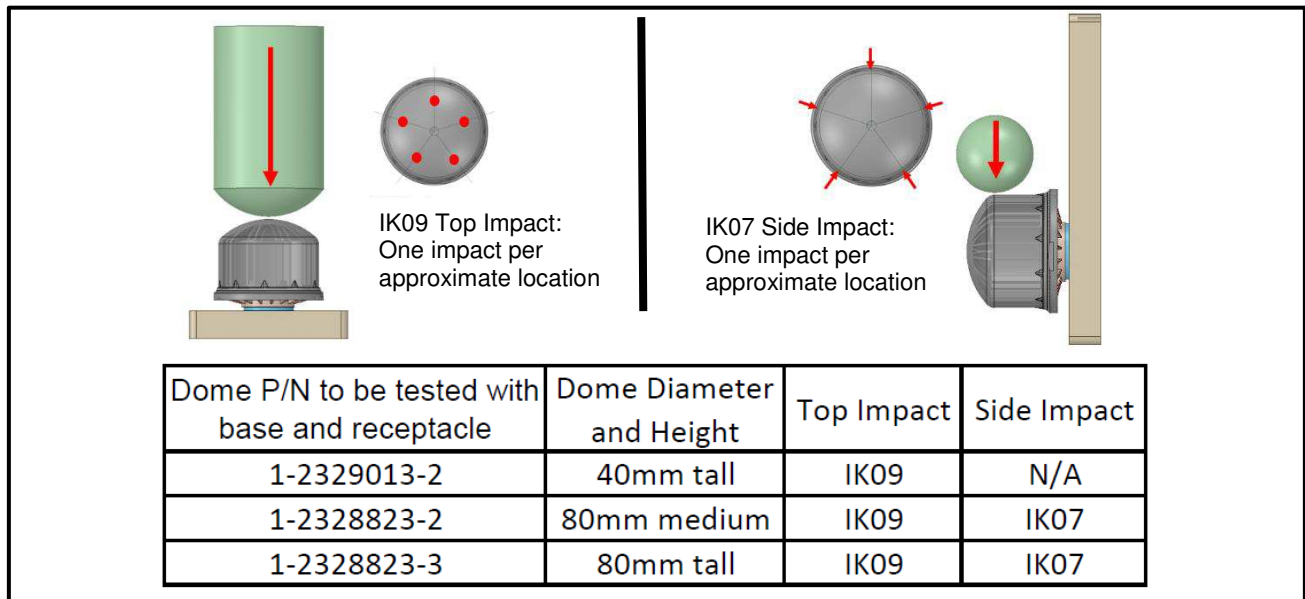 IK09 Top Impact:
One impact per
approximate location
IK07 Side Impact:
One impact per
approximate location
Dome P/N to be tested with
base and receptacle
Dome Diameter
and Height
Top Impact
Side Impact
1-2329013-2
40mm tall
IK09
N/A
1-2328823-2
80mm medium
IK09
IK07
1-2328823-3
80mm tall
IK09
IK07